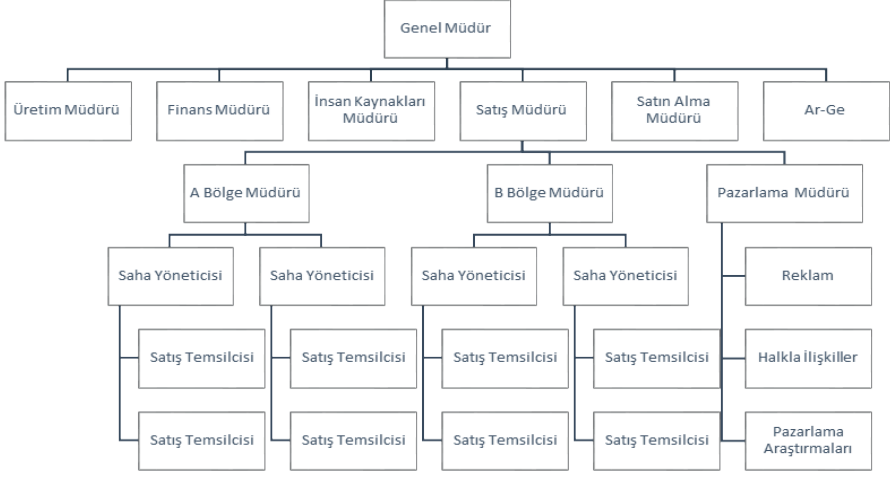 Genel Müdür
Üretim Müdürü
Finans Müdürü
İnsan Kaynakları
Müdürü
Satış Müdürü
Satın Alma
Müdürü
Ar-Ge
A Bölge Müdürü
B Bölge Müdürü
Pazarlama Müdürü
Saha Yöneticisi
Saha Yöneticisi
Saha Yöneticisi
Saha Yöneticisi
Reklam
Satış Temsilcisi
Satış Temsilcisi
Satış Temsilcisi
Satış Temsilcisi
Halkla İlişkiller
Satış Temsilcisi
Satış Temsilcisi
Satış Temsilcisi
Satış Temsilcisi
Pazarlama
Araştırmaları